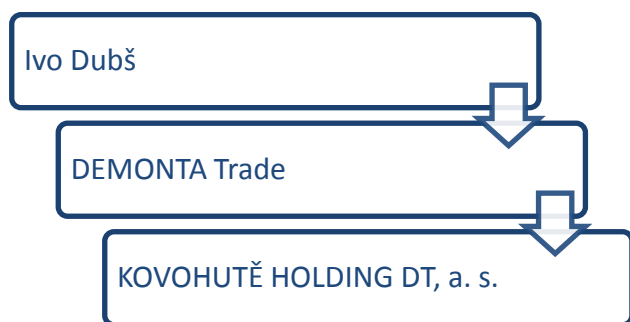 Ivo Dubš
DEMONTA Trade
KOVOHUTĚ HOLDING DT, a. s.